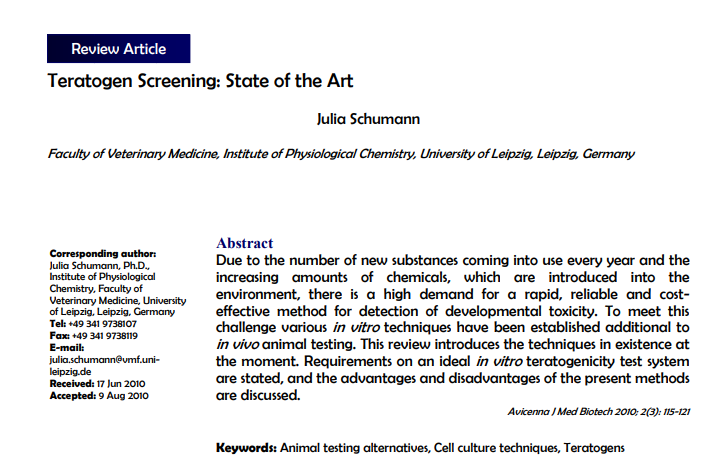 Review Article
Teratogen Screening: State of the Art
Julia Schumann
Faculty of Veterinary Medicine, Institute of Physiological Chemistry, University of Leipzig, Leipzig, Germany
Corresponding author:
Julia Schumann, Ph.D.,
Institute of Physiological
Chemistry, Faculty of
Veterinary Medicine, University
of Leipzig, Leipzig, Germany
Tel: +49 341 9738107
Fax: +49 341 9738119
E-mail:
julia.schumann@vmf.uni-
leipzig.de
Received: 17 Jun 2010
Accepted: 9 Aug 2010
Abstract
Due to the number of new substances coming into use every year and the
increasing amounts of chemicals, which are introduced into the
environment, there is a high demand for a rapid, reliable and cost-
effective method for detection of developmental toxicity. To meet this
challenge various in vitro techniques have been established additional to
in vivo animal testing. This review introduces the techniques in existence at
the moment. Requirements on an ideal in vitro teratogenicity test system
are stated, and the advantages and disadvantages of the present methods
are discussed.
Avicenna J Med Biotech 2010; 2(3): 115-121
Keywords: Animal testing alternatives, Cell culture techniques, Teratogens